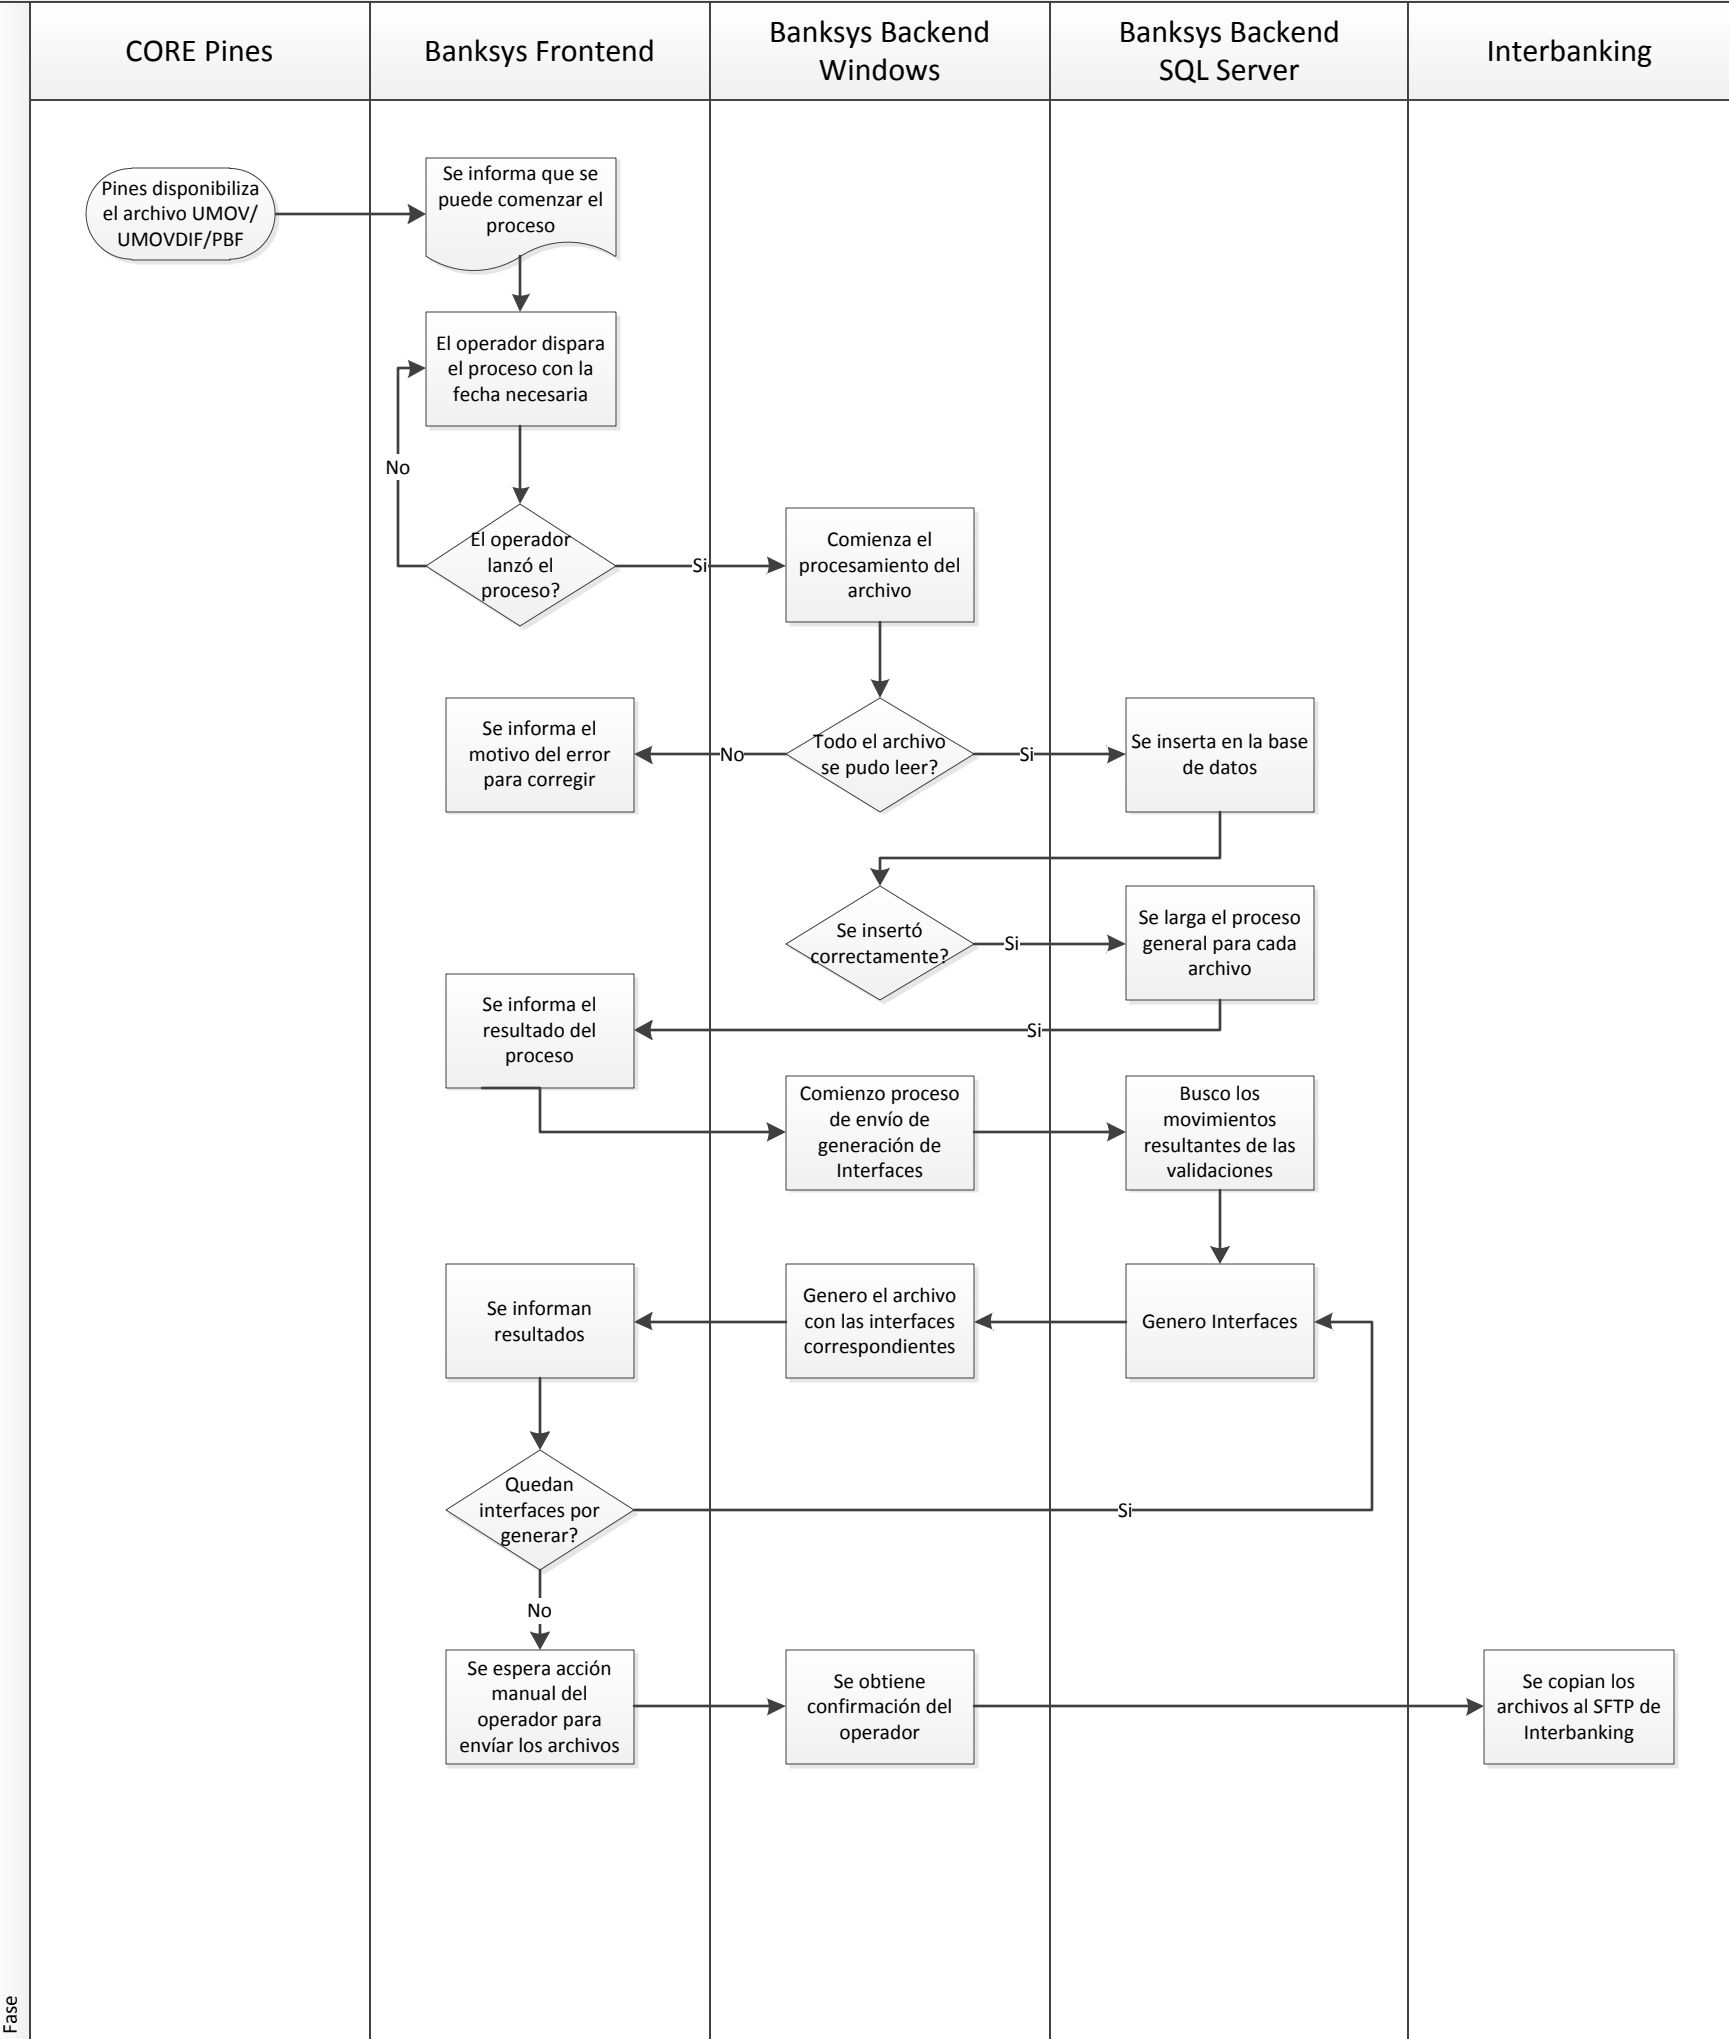 CORE Pines
Banksys Frontend
Banksys Backend
Windows
Banksys Backend
SQL Server
Interbanking
Pines disponibiliza
el archivo UMOV/
UMOVDIF/PBF
Se informa que se
puede comenzar el
proceso
El operador dispara
el proceso con la
fecha necesaria
No
El operador
lanzó el
proceso?
Si
Comienza el
procesamiento del
archivo
Se informa el
motivo del error
para corregir
No
Todo el archivo
se pudo leer?
Si
Se inserta en la base
de datos
Se insertó
correctamente?
Si
Se larga el proceso
general para cada
archivo
Se informa el
resultado del
proceso
Si
Comienzo proceso
de envío de
generación de
Interfaces
Busco los
movimientos
resultantes de las
validaciones
Se informan
resultados
Genero el archivo
con las interfaces
correspondientes
Genero Interfaces
Quedan
interfaces por
generar?
Si
No
Se espera acción
manual del
operador para
envíar los archivos
Se obtiene
confirmación del
operador
Se copian los
archivos al SFTP de
Interbanking
Fase